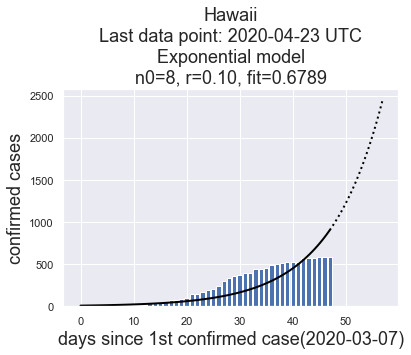 Hawaii
Last data point: 2020-04-23 UTC
Exponential model
n0=8, r=0.10, fit=0.6789
2500
2000
1500
1000
500
0
confirmed cases
0 10 20 30 40 50
days since 1st confirmed case(2020-03-07)